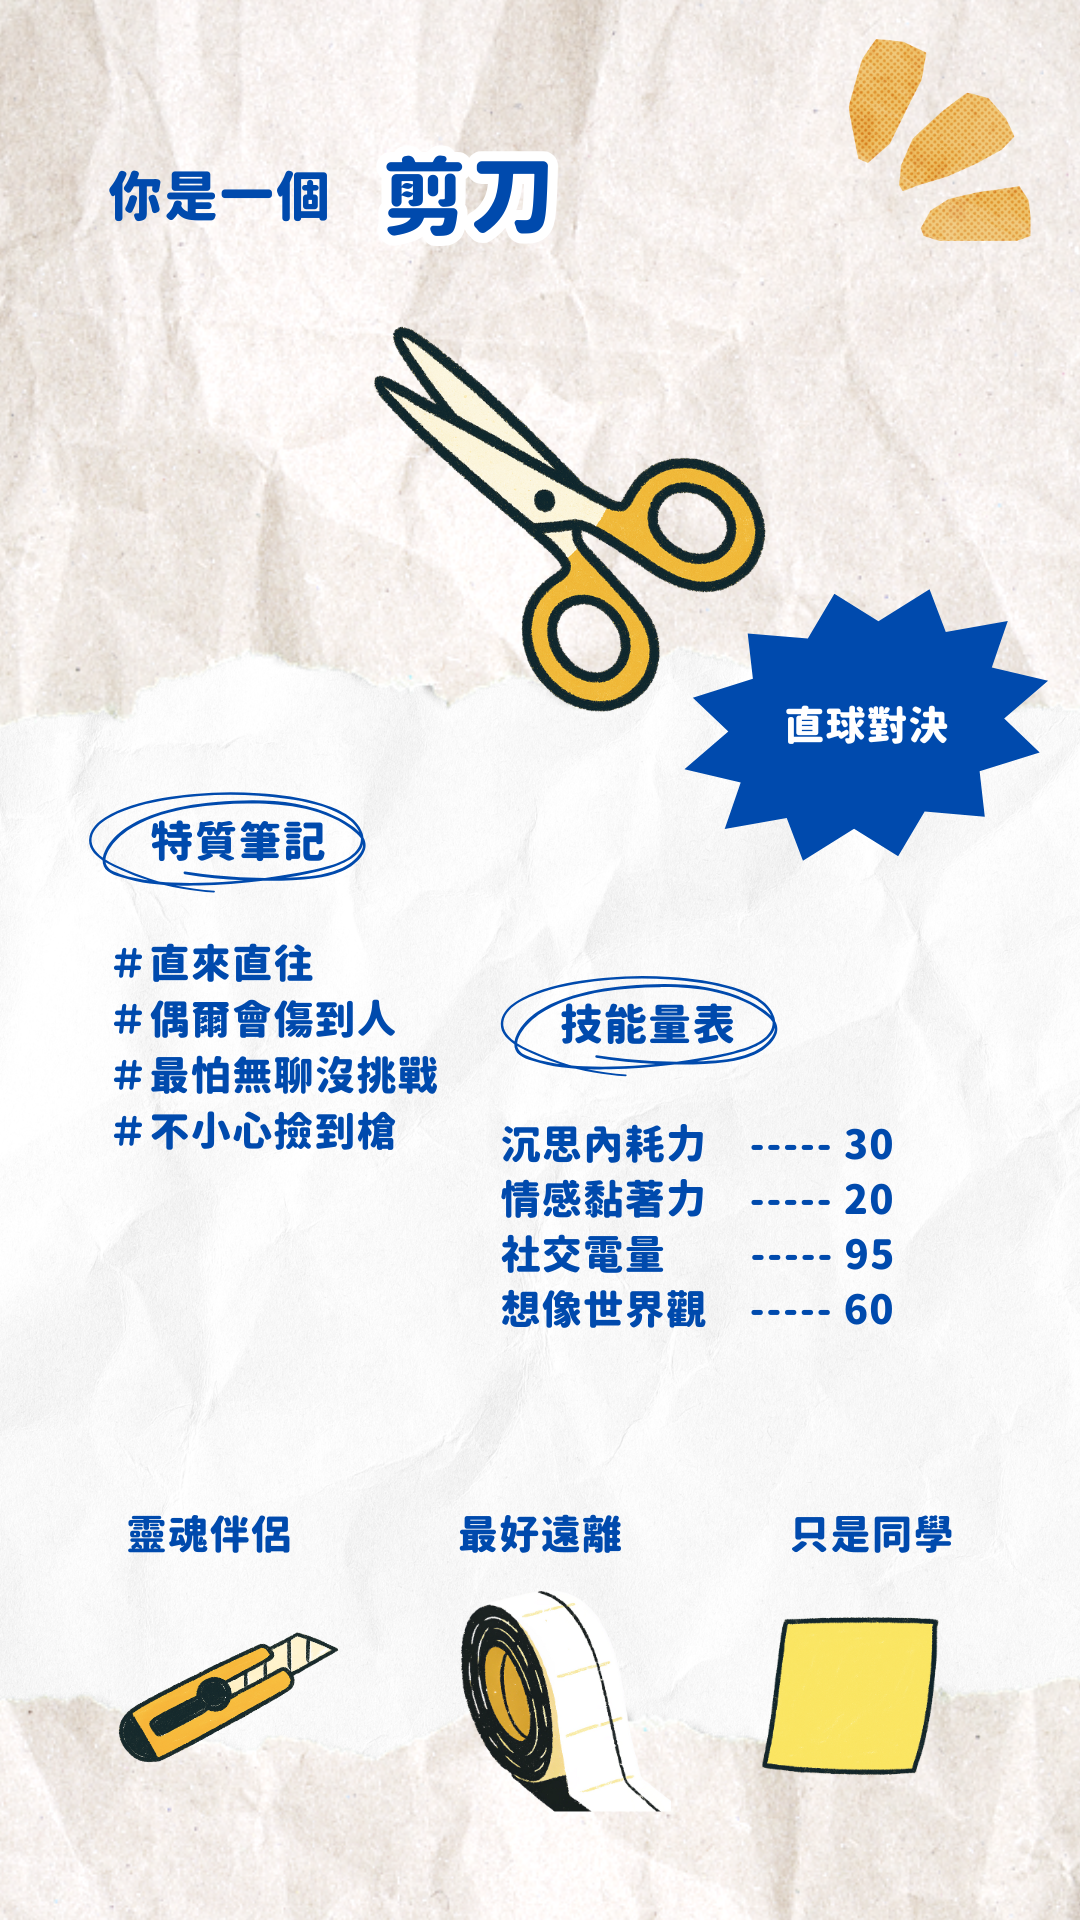 你是一個 剪刀
直球對決
特質筆記
#直來直往
#偶爾會傷到人
#最怕無聊沒挑戰
#不小心撿到槍
技能量表
沉思內耗力 ----- 30
情感黏著力 ----- 20
社交電量 ----- 95
想像世界觀 ----- 60
靈魂伴侶 最好遠離 只是同學